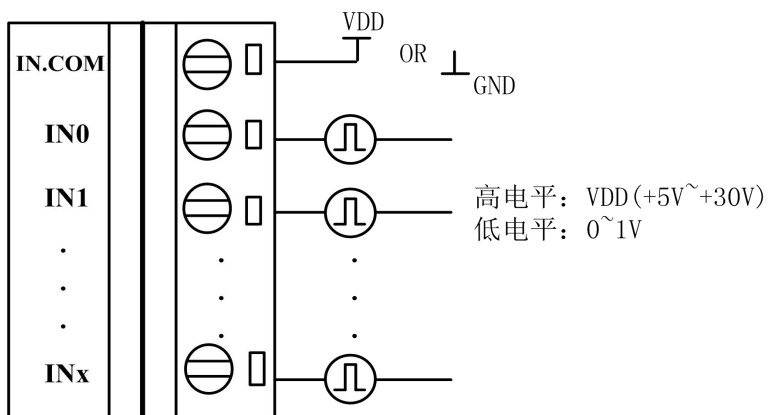 VDD
IN.COM
OR
GND
IN0
IN1
高电平：VDD(+5V~+30V)
低电平：0~1V
INx